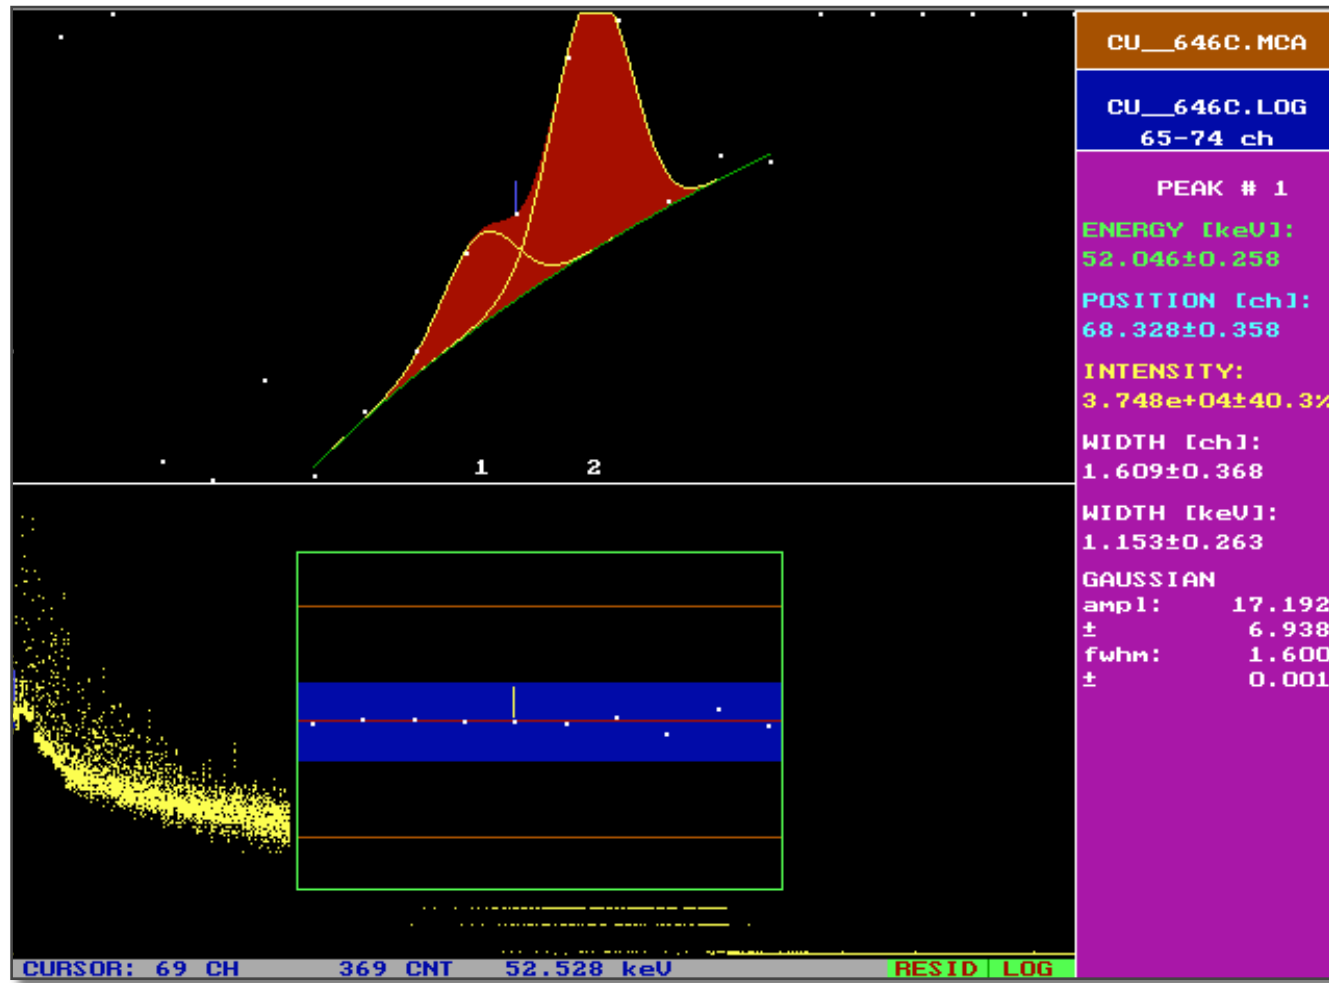 CU__646C.MCA
CU__646C.LOG
65-74 ch
PEAK # 1
ENERGY [keV]:
52.046±0.258
POSITION [ch]:
68.328±0.358
INTENSITY:
3.748e+04±40.3%
WIDTH [ch]:
1.609±0.368
WIDTH [keV]:
1.153±0.263
GAUSSIAN
ampl: 17.192
± 6.938
fwhm: 1.600
± 0.001
1 2
CURSOR: 69 CH 369 CNT 52.528 keV RESID LOG